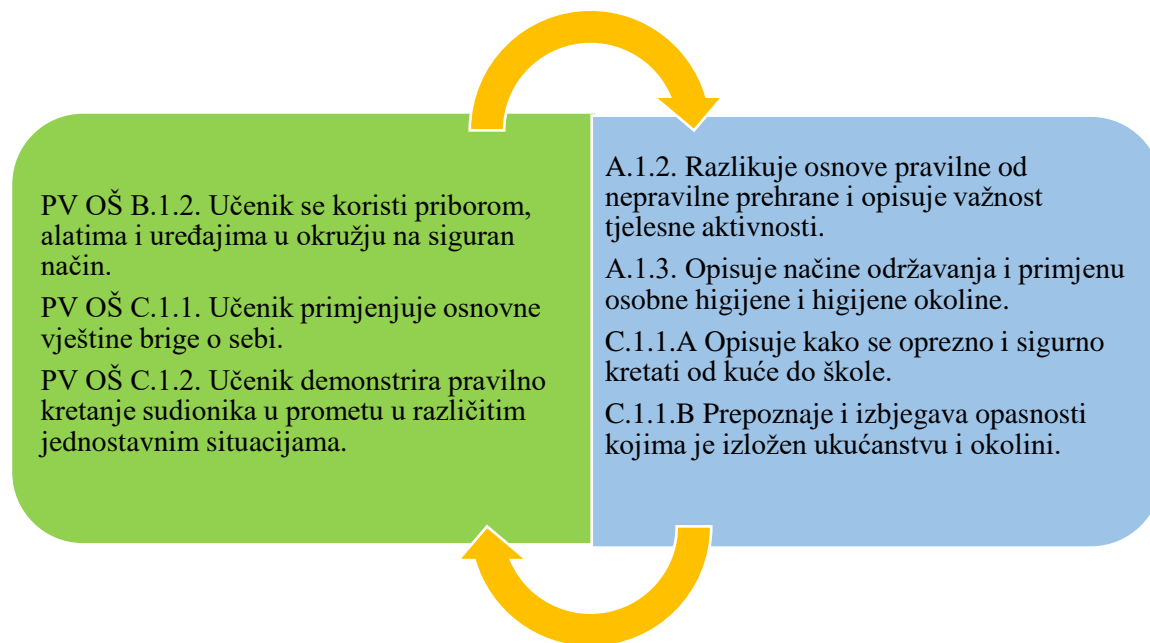 PV OŠ B.1.2. Učenik se koristi priborom,
alatima i uređajima u okružju na siguran
način.
PV OŠ C.1.1. Učenik primjenjuje osnovne
vještine brige o sebi.
PV OŠ C.1.2. Učenik demonstrira pravilno
kretanje sudionika u prometu u različitim
jednostavnim situacijama.
A.1.2. Razlikuje osnove pravilne od
nepravilne prehrane i opisuje važnost
tjelesne aktivnosti.
A.1.3. Opisuje načine održavanja i primjenu
osobne higijene i higijene okoline.
C.1.1.A Opisuje kako se oprezno i sigurno
kretati od kuće do škole.
C.1.1.B Prepoznaje i izbjegava opasnosti
kojima je izložen ukućanstvu i okolini.